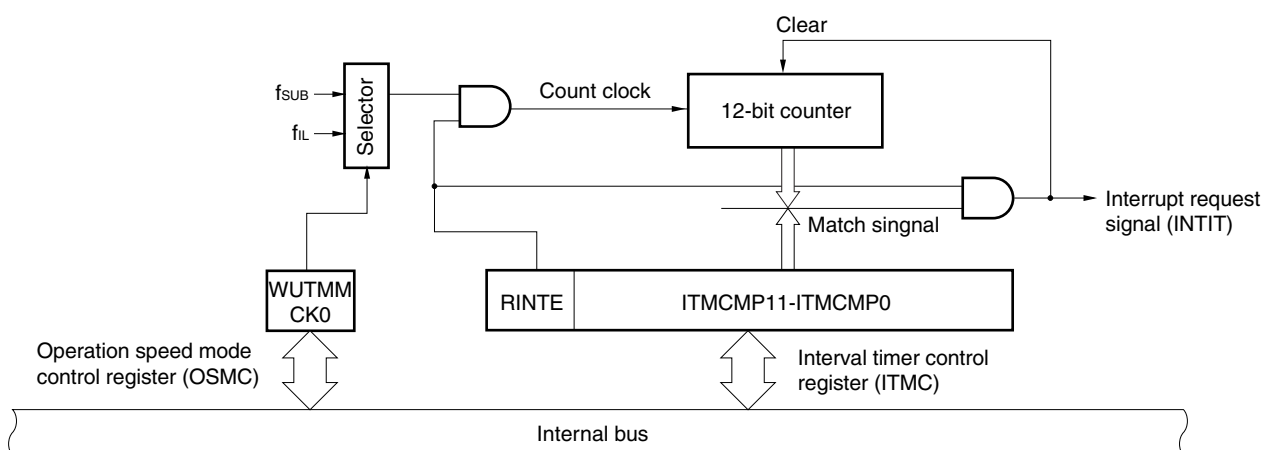 Clear
Selector
fSUB
fIL
Count clock
12-bit counter
Match singnal
Interrupt request
signal (INTIT)
WUTMM
CK0
RINTE
ITMCMP11-ITMCMP0
Operation speed mode
control register (OSMC)
Interval timer control
register (ITMC)
Internal bus